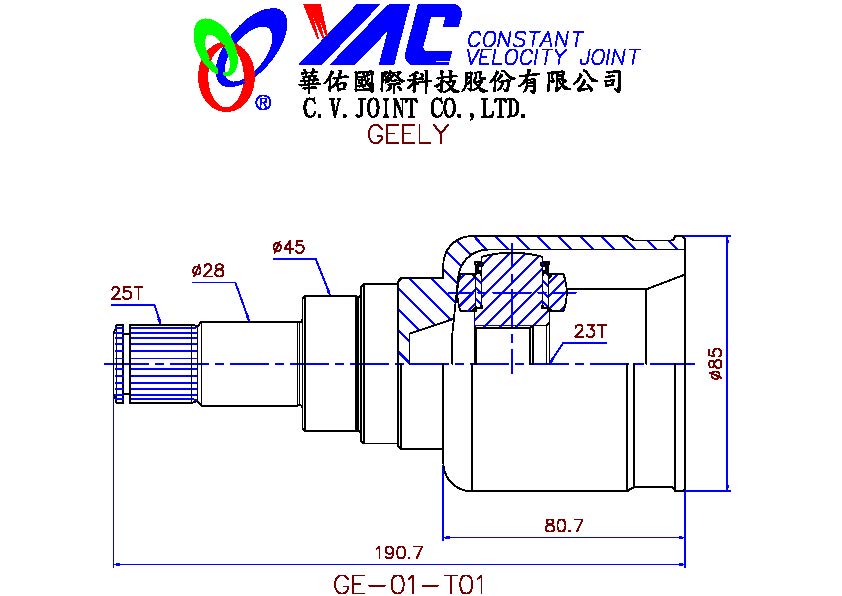 YAC CONSTANT
VELOCITY JOINT
®
華佑國際科技股份有限公司
C.V.JOINT CO.,LTD.
GEELY
ø45
ø28
25T
23T
ø85
80.7
190.7
GE-01-T01